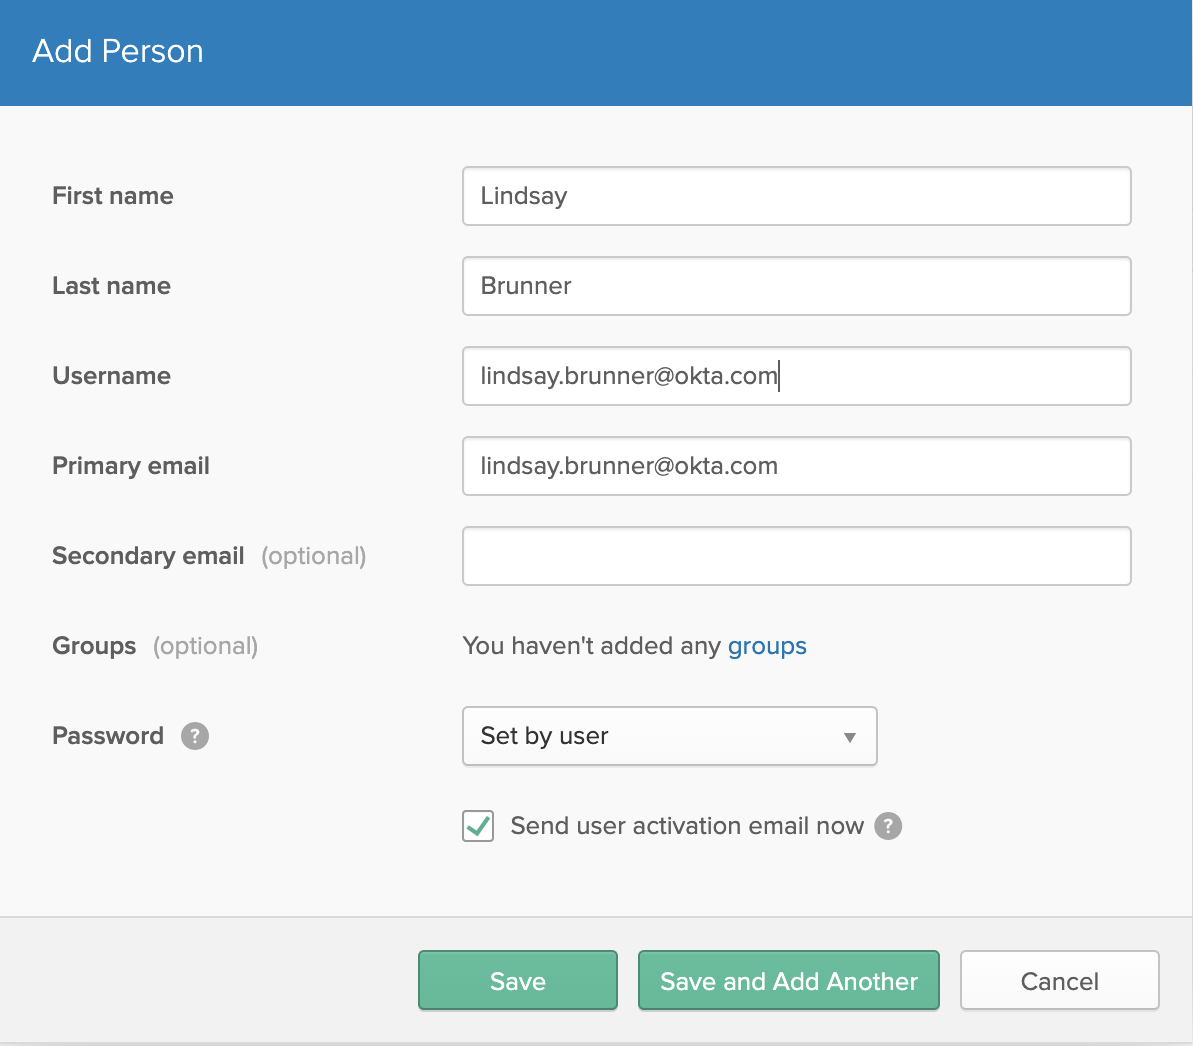 Add Person
First name Lindsay
Last name Brunner
Username lindsay.brunner@okta.com
Primary email lindsay.brunner@okta.com
Secondary email (optional)
Groups (optional) You haven't added any groups
Password ? Set by user
Send user activation email now ?
Save Save and Add Another Cancel